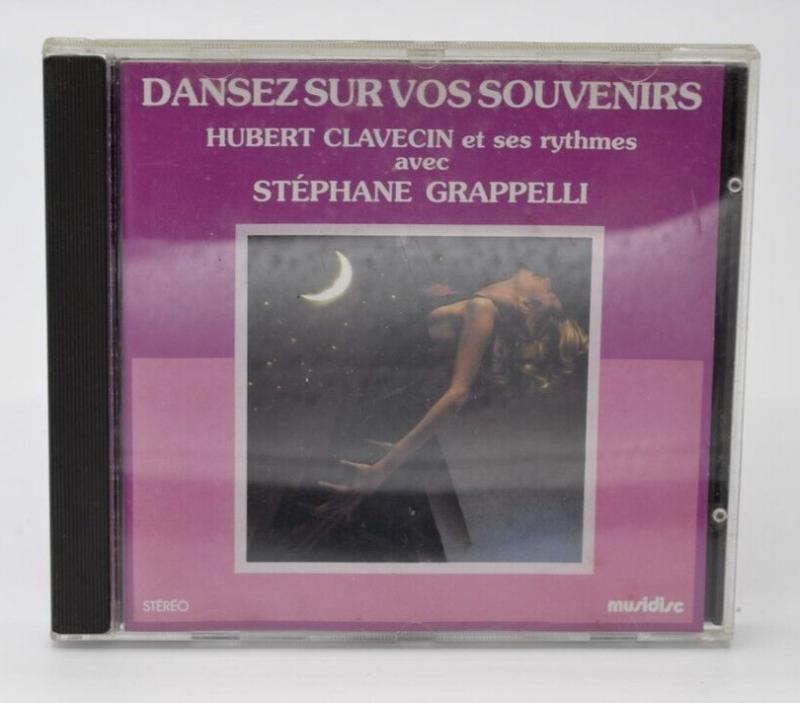 DANSEZ SUR VOS SOUVENIRS
HUBERT CLAVECIN et ses rythmes
avec
STÉPHANE GRAPPELLI
STÉRÉO
musidisc